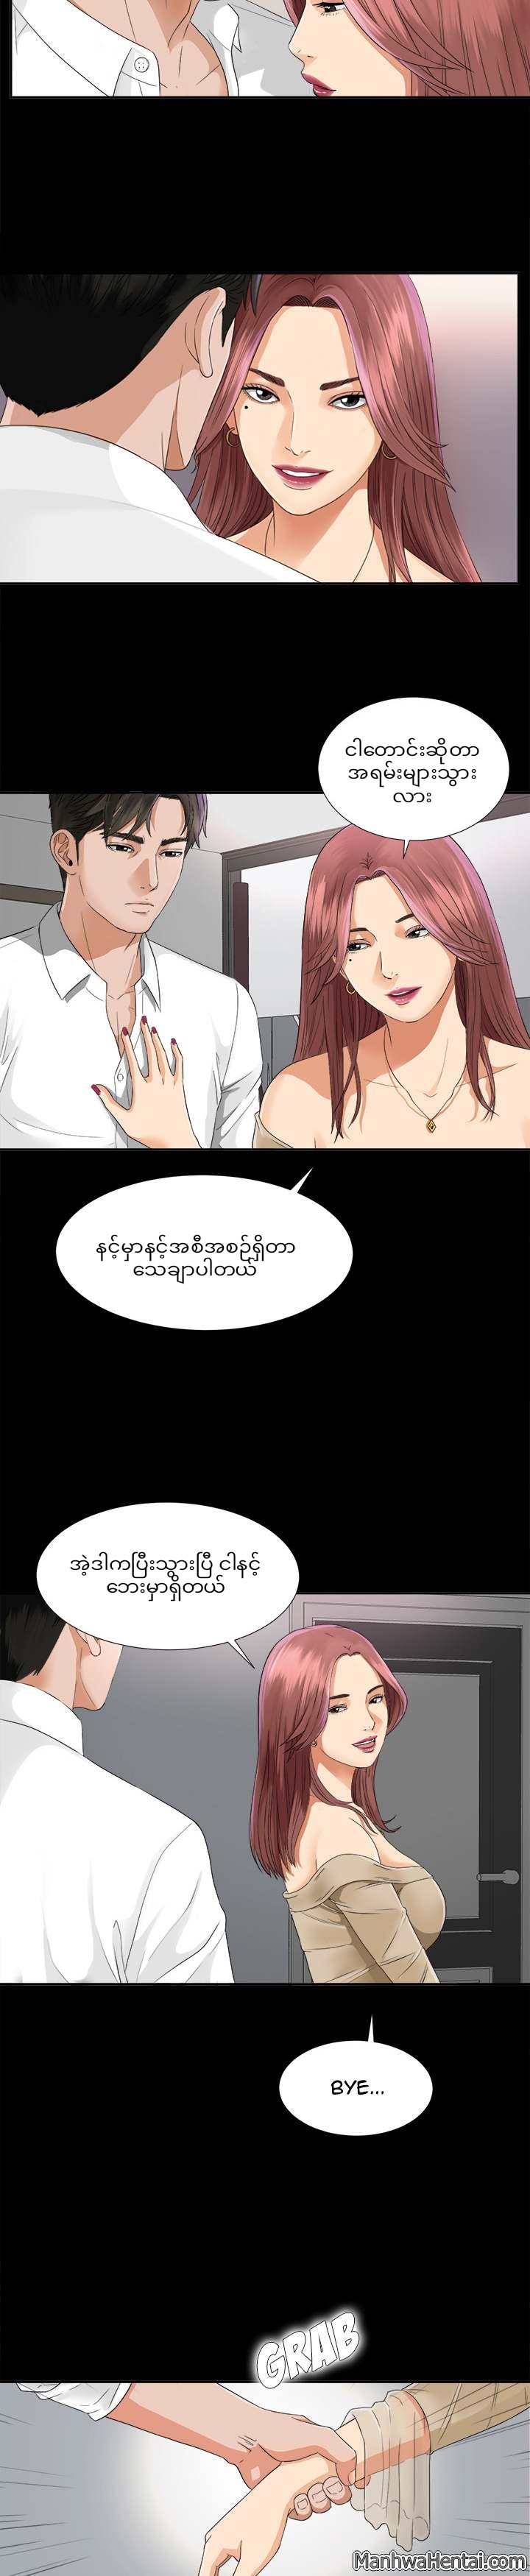 ငါတောင်းဆိုတာ
အရမ်းများသွား
လား
နင့်မှာနင့်အစီအစဉ်ရှိတာ
သေချာပါတယ်
အဲ့ဒါကပြီးသွားပြီ ငါနင့်
ဘေးမှာရှိတယ်
BYE...
GRAB
ManhwaHentai.com